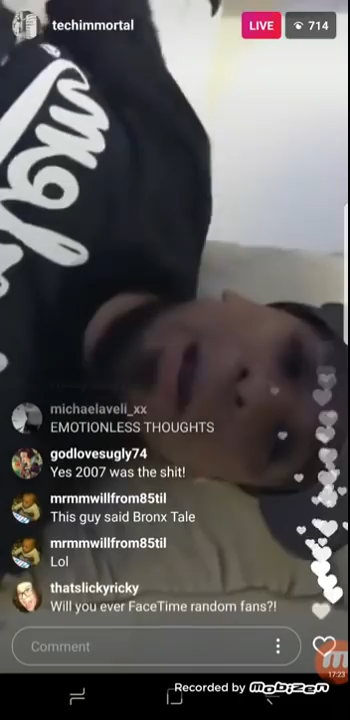 techimmortal
LIVE
714
michaelaveli_xx
EMOTIONLESS THOUGHTS
godlovesugly74
Yes 2007 was the shit!
mrmmwillfrom85til
This guy said Bronx Tale
mrmmwillfrom85til
Lol
thatslickyricky
Will you ever FaceTime random fans?!
Comment
17:23
Recorded by Mobizen